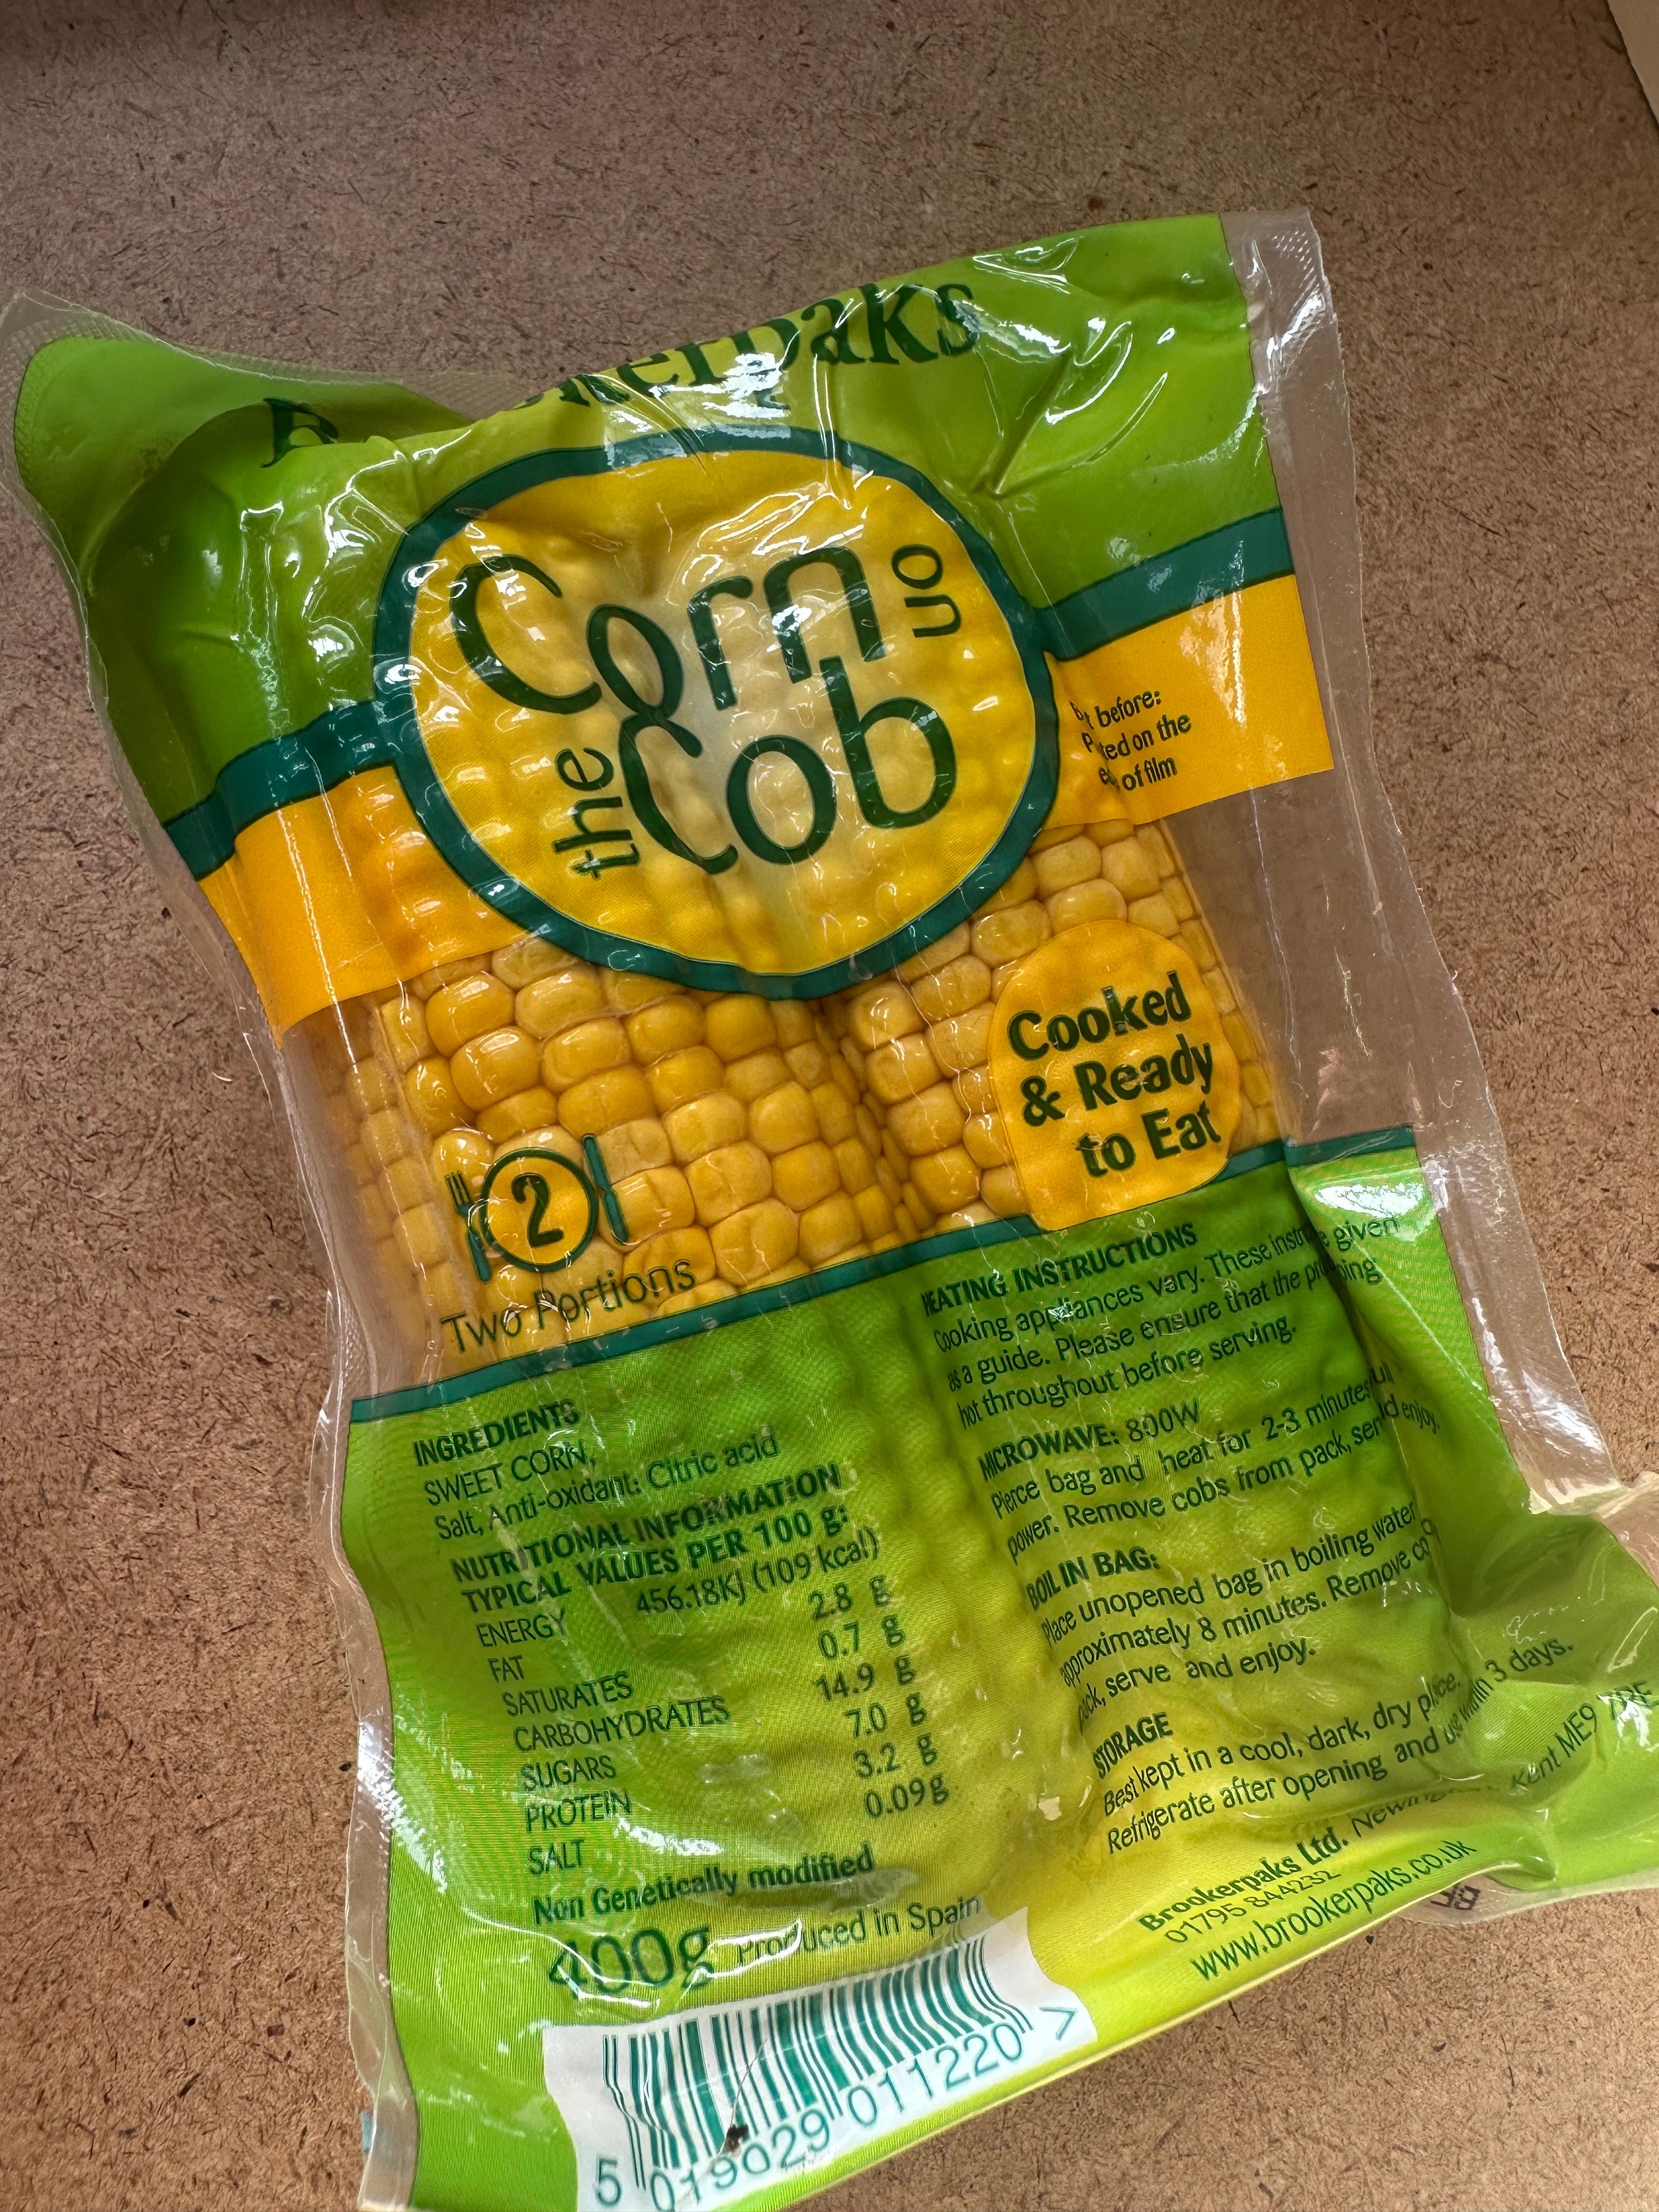 Corn on
the Cob
before:
on the
of film
Cooked
& Ready
to Eat
2
Two Portions
INGREDIENTS
SWEET CORN,
Salt, Anti-oxidant: Citric acid
NUTRITIONAL INFORMATION
TYPICAL VALUES PER 100 g:
ENERGY 456.18KJ (109 kcal)
FAT 2.8 g
SATURATES 0.7 g
CARBOHYDRATES 14.9 g
SUGARS 7.0 g
PROTEIN 3.2 g
SALT 0.09g
Non Genetically modified
400g Produced in Spain
5 019629 011220 >
HEATING INSTRUCTIONS
Cooking appliances vary. These given
as a guide. Please ensure that the
hot throughout before serving.
MICROWAVE: 800W
Pierce bag and heat for 2-3 minutes
power. Remove cobs from pack, enjoy.
BOIL IN BAG:
Place unopened bag in boiling water
approximately 8 minutes. Remove
pack, serve and enjoy.
STORAGE
Best kept in a cool, dark, dry place.
Refrigerate after opening and use within 3 days.
Brookerpaks Ltd. Kent ME9
01795 844232
www.brookerpaks.co.uk